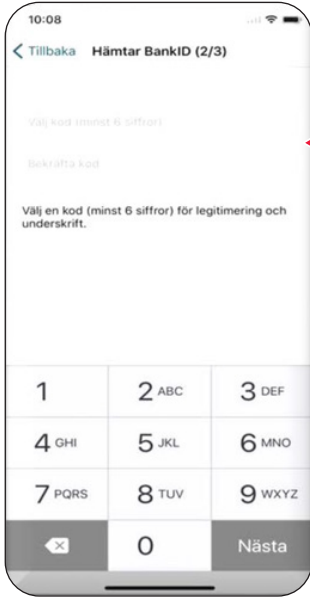 10:08
Tillbaka Hämtar BankID (2/3)
Välj kod (minst 6 siffror)
Bekräfta kod
Välj en kod (minst 6 siffror) för legitimering och
underskrift.
1 2 ABC 3 DEF
4 GHI 5 JKL 6 MNO
7 PQRS 8 TUV 9 WXYZ
0 Nästa